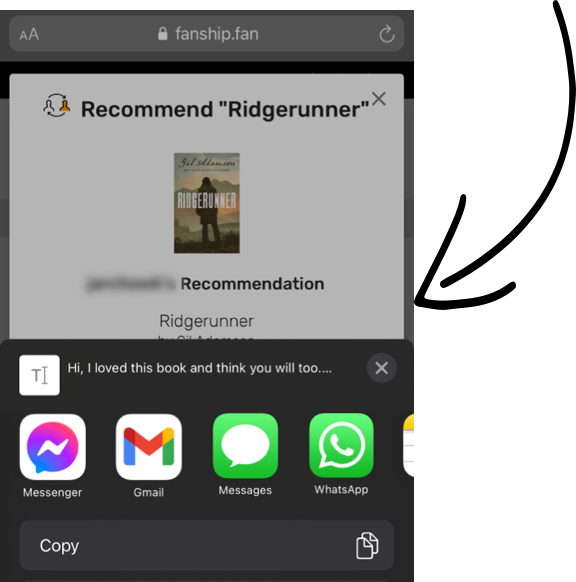 AA fanship.fan
Recommend "Ridgerunner"
Gil Adamson
RIDGERUNNER
Recommendation
Ridgerunner
by Gil Adamson
Hi, I loved this book and think you will too....
Messenger Gmail Messages WhatsApp
Copy